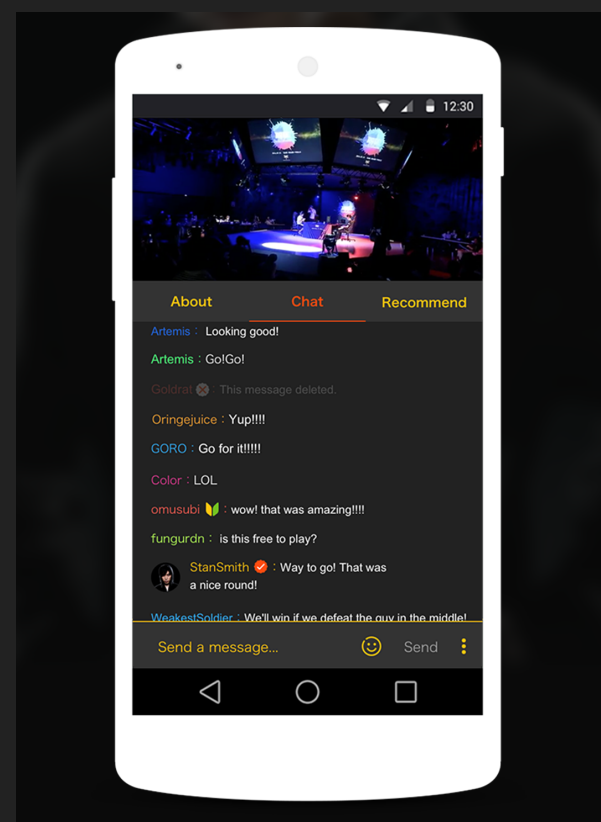 12:30
About Chat Recommend
Artemis : Looking good!
Artemis : Go!Go!
Goldrat : This message deleted.
Oringejuice : Yup!!!!
GORO : Go for it!!!!!
Color : LOL
omusubi : wow! that was amazing!!!!
fungurdn : is this free to play?
StanSmith : Way to go! That was
a nice round!
WeakestSoldier : We'll win if we defeat the guy in the middle!
Send a message... Send